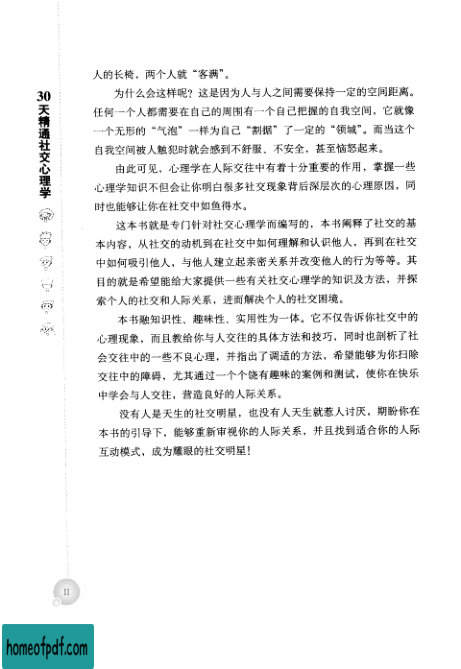 30天精通社交心理学
人的长椅，两个人就“客满”。
为什么会这样呢？这是因为人与人之间需要保持一定的空间距离。
任何一个人都需要在自己的周围有一个自己把握的自我空间，它就像
一个无形的“气泡”一样为自己“割据”了一定的“领域”。而当这个
自我空间被人触犯时就会感到不舒服、不安全，甚至恼怒起来。
由此可见，心理学在人际交往中有着十分重要的作用，掌握一些
心理学知识不但会让你明白很多社交现象背后深层次的心理原因，同
时也能够让你在社交中如鱼得水。
这本书就是专门针对社交心理学而编写的，本书阐释了社交的基
本内容，从社交的动机到在社交中如何理解和认识他人，再到在社交
中如何吸引他人，与他人建立起亲密关系并改变他人的行为等等。其
目的就是希望能给大家提供一些有关社交心理学的知识及方法，并探
索个人的社交和人际关系，进而解决个人的社交困境。
本书融知识性、趣味性、实用性为一体。它不仅告诉你社交中的
心理现象，而且教给你与人交往的具体方法和技巧，同时也剖析了社
会交往中的一些不良心理，并指出了调适的方法，希望能够为你扫除
交往中的障碍，尤其通过一个个饶有趣味的案例和测试，使你在快乐
中学会与人交往，营造良好的人际关系。
没有人是天生的社交明星，也没有人天生就惹人讨厌，期盼你在
本书的引导下，能够重新审视你的人际关系，并且找到适合你的人际
互动模式，成为耀眼的社交明星！
II
homeofpdf.com